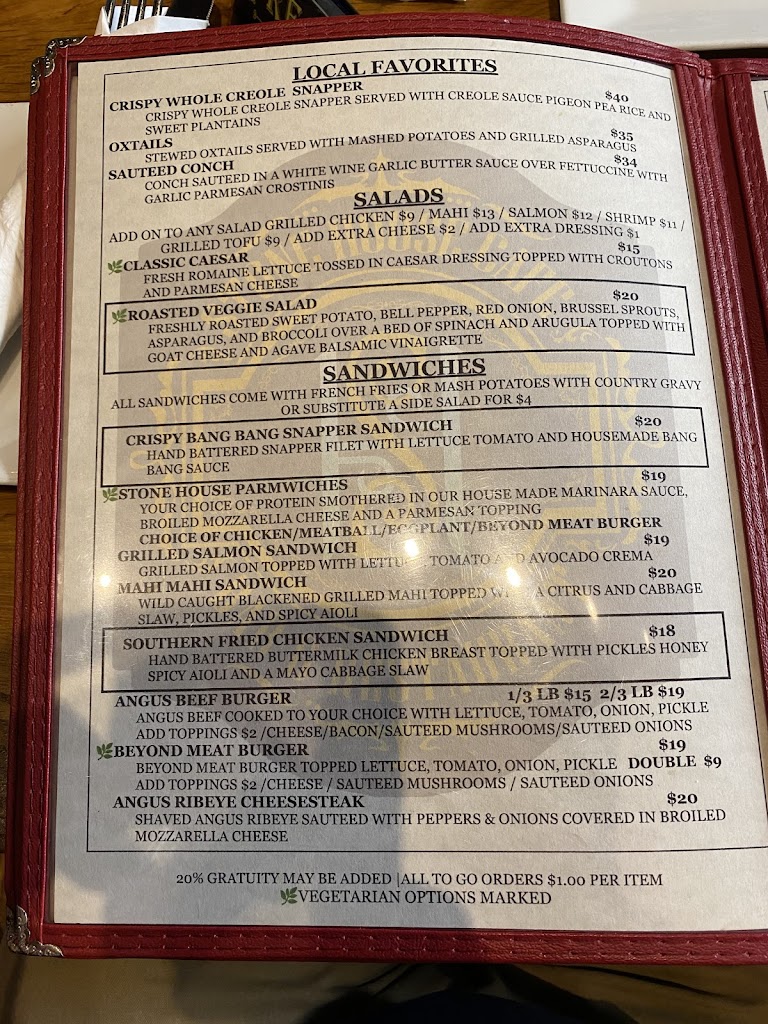 LOCAL FAVORITES
CRISPY WHOLE CREOLE SNAPPER $40
CRISPY WHOLE CREOLE SNAPPER SERVED WITH CREOLE SAUCE PIGEON PEA RICE AND
SWEET PLANTAINS
OXTAILS $35
STEWED OXTAILS SERVED WITH MASHED POTATOES AND GRILLED ASPARAGUS
SAUTEED CONCH $34
CONCH SAUTEED IN A WHITE WINE GARLIC BUTTER SAUCE OVER FETTUCCINE WITH
GARLIC PARMESAN CROSTINIS
SALADS
ADD ON TO ANY SALAD GRILLED CHICKEN $9 / MAHI $13 / SALMON $12 / SHRIMP $11 /
GRILLED TOFU $9 / ADD EXTRA CHEESE $2 / ADD EXTRA DRESSING $1
CLASSIC CAESAR $15
FRESH ROMAINE LETTUCE TOSSED IN CAESAR DRESSING TOPPED WITH CROUTONS
AND PARMESAN CHEESE
ROASTED VEGGIE SALAD $20
FRESHLY ROASTED SWEET POTATO, BELL PEPPER, RED ONION, BRUSSEL SPROUTS,
ASPARAGUS, AND BROCCOLI OVER A BED OF SPINACH AND ARUGULA TOPPED WITH
GOAT CHEESE AND AGAVE BALSAMIC VINAIGRETTE
SANDWICHES
ALL SANDWICHES COME WITH FRENCH FRIES OR MASH POTATOES WITH COUNTRY GRAVY
OR SUBSTITUTE A SIDE SALAD FOR $4
CRISPY BANG BANG SNAPPER SANDWICH $20
HAND BATTERED SNAPPER FILET WITH LETTUCE TOMATO AND HOUSEMADE BANG
BANG SAUCE
STONE HOUSE PARMWICHES $19
YOUR CHOICE OF PROTEIN SMOTHERED IN OUR HOUSE MADE MARINARA SAUCE,
BROILED MOZZARELLA CHEESE AND A PARMESAN TOPPING
CHOICE OF CHICKEN/MEATBALL/EGGPLANT/BEYOND MEAT BURGER
GRILLED SALMON SANDWICH $19
GRILLED SALMON TOPPED WITH LETTUCE, TOMATO AND AVOCADO CREMA
MAHI MAHI SANDWICH $20
WILD CAUGHT BLACKENED GRILLED MAHI TOPPED A CITRUS AND CABBAGE
SLAW, PICKLES, AND SPICY AIOLI
SOUTHERN FRIED CHICKEN SANDWICH $18
HAND BATTERED BUTTERMILK CHICKEN BREAST TOPPED WITH PICKLES HONEY
SPICY AIOLI AND A MAYO CABBAGE SLAW
ANGUS BEEF BURGER 1/3 LB $15 2/3 LB $19
ANGUS BEEF COOKED TO YOUR CHOICE WITH LETTUCE, TOMATO, ONION, PICKLE
ADD TOPPINGS $2 /CHEESE/BACON/SAUTEED MUSHROOMS/SAUTEED ONIONS
BEYOND MEAT BURGER $19
BEYOND MEAT BURGER TOPPED LETTUCE, TOMATO, ONION, PICKLE DOUBLE $9
ADD TOPPINGS $2 /CHEESE / SAUTEED MUSHROOMS / SAUTEED ONIONS
ANGUS RIBEYE CHEESESTEAK $20
SHAVED ANGUS RIBEYE SAUTEED WITH PEPPERS & ONIONS COVERED IN BROILED
MOZZARELLA CHEESE
20% GRATUITY MAY BE ADDED |ALL TO GO ORDERS $1.00 PER ITEM
VEGETARIAN OPTIONS MARKED